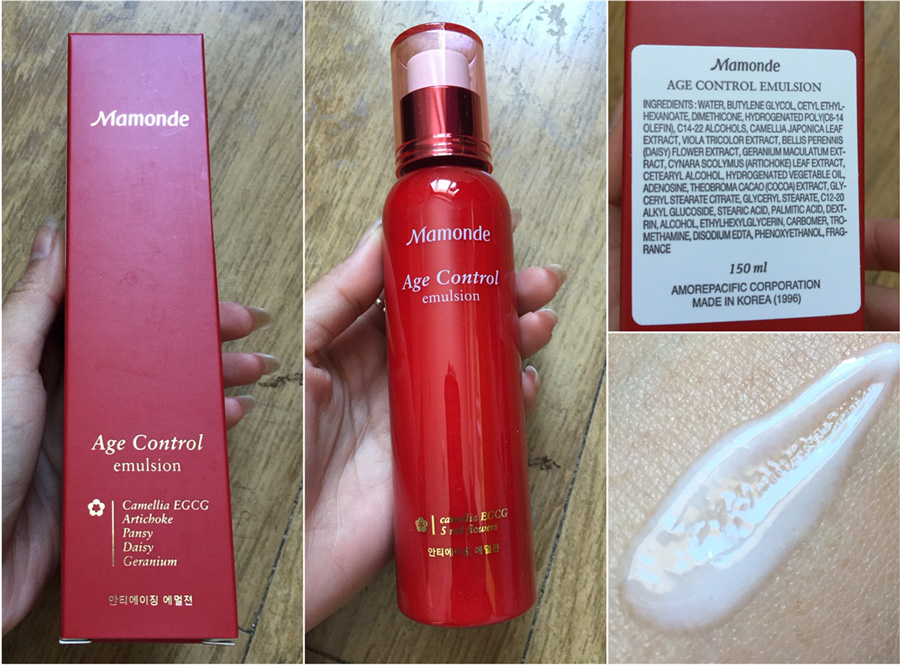 Mamonde
Age Control
emulsion
Camellia EGCG
Artichoke
Pansy
Daisy
Geranium
안티에이징 에멀젼
Mamonde
Age Control
emulsion
camellia EGCG
5 red flowers
안티에이징 에멀젼
Mamonde
AGE CONTROL EMULSION
INGREDIENTS : WATER, BUTYLENE GLYCOL, CETYL ETHYL-
HEXANOATE, DIMETHICONE, HYDROGENATED POLY(C6-14
OLEFIN), C14-22 ALCOHOLS, CAMELLIA JAPONICA LEAF
EXTRACT, VIOLA TRICOLOR EXTRACT, BELLIS PERENNIS
(DAISY) FLOWER EXTRACT, GERANIUM MACULATUM EXT-
RACT, CYNARA SCOLYMUS (ARTICHOKE) LEAF EXTRACT,
CETEARYL ALCOHOL, HYDROGENATED VEGETABLE OIL,
ADENOSINE, THEOBROMA CACAO (COCOA) EXTRACT, GLY-
CERYL STEARATE CITRATE, GLYCERYL STEARATE, C12-20
ALKYL GLUCOSIDE, STEARIC ACID, PALMITIC ACID, DEXT-
RIN, ALCOHOL, ETHYLHEXYLGLYCERIN, CARBOMER, TRO-
METHAMINE, DISODIUM EDTA, PHENOXYETHANOL, FRAG-
RANCE
150 ml
AMOREPACIFIC CORPORATION
MADE IN KOREA (1996)